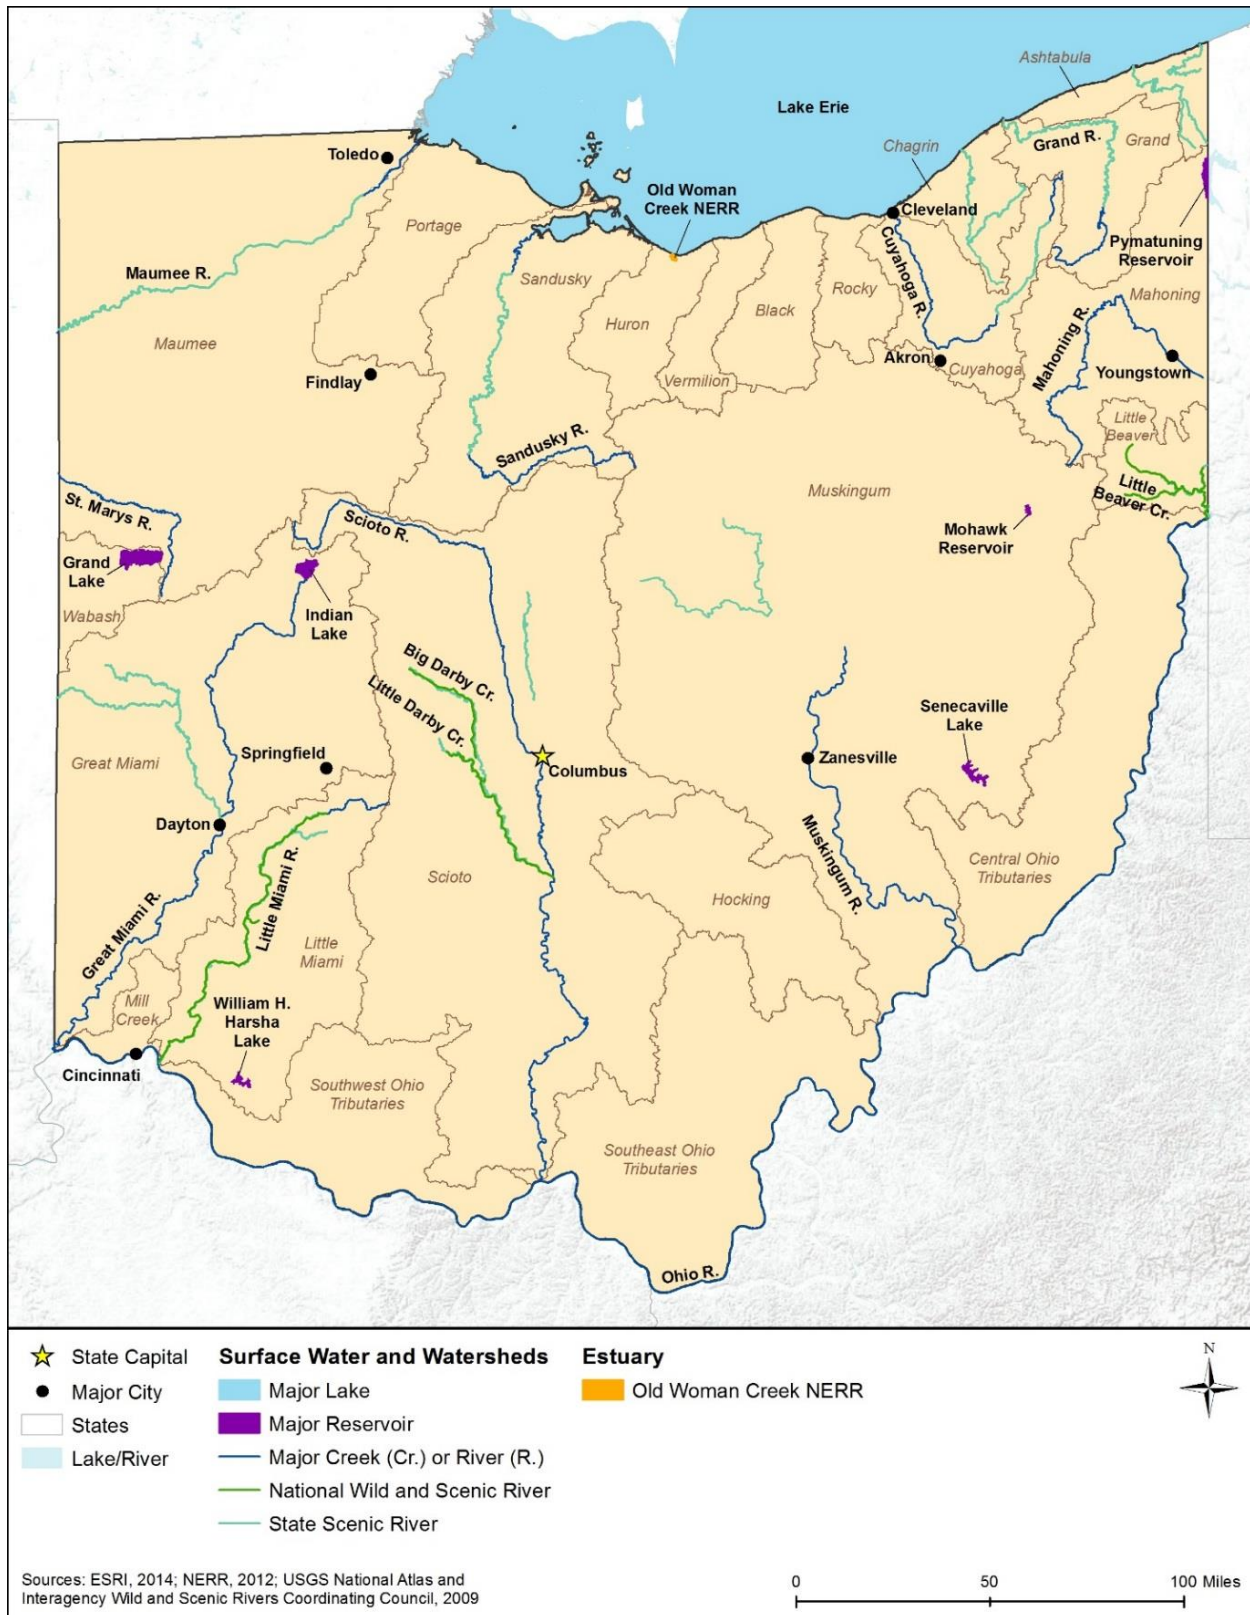 Ashtabula
Lake Erie
Toledo
Chagrin
Grand R.
Grand
Old Woman
Creek NERR
Cleveland
Portage
Pymatuning
Reservoir
Maumee R.
Sandusky
Cuyahoga R.
Mahoning
Huron
Black
Rocky
Mahoning R.
Maumee
Akron
Cuyahoga
Youngstown
Findlay
Vermilion
Little
Beaver
Sandusky R.
Little
Beaver Cr.
Muskingum
St. Marys R.
Scioto R.
Mohawk
Reservoir
Grand
Lake
Wabash
Indian
Lake
Big Darby Cr.
Little Darby Cr.
Senecaville
Lake
Great Miami
Springfield
Columbus
Zanesville
Dayton
Muskingum R.
Central Ohio
Tributaries
Little Miami R.
Scioto
Hocking
Great Miami R.
Little
Miami
Mill
Creek
William H.
Harsha
Lake
Cincinnati
Southwest Ohio
Tributaries
Southeast Ohio
Tributaries
Ohio R.
State Capital
Major City
States
Lake/River
Surface Water and Watersheds
Major Lake
Major Reservoir
Major Creek (Cr.) or River (R.)
National Wild and Scenic River
State Scenic River
Estuary
Old Woman Creek NERR
N
Sources: ESRI, 2014; NERR, 2012; USGS National Atlas and
Interagency Wild and Scenic Rivers Coordinating Council, 2009
0 50 100 Miles